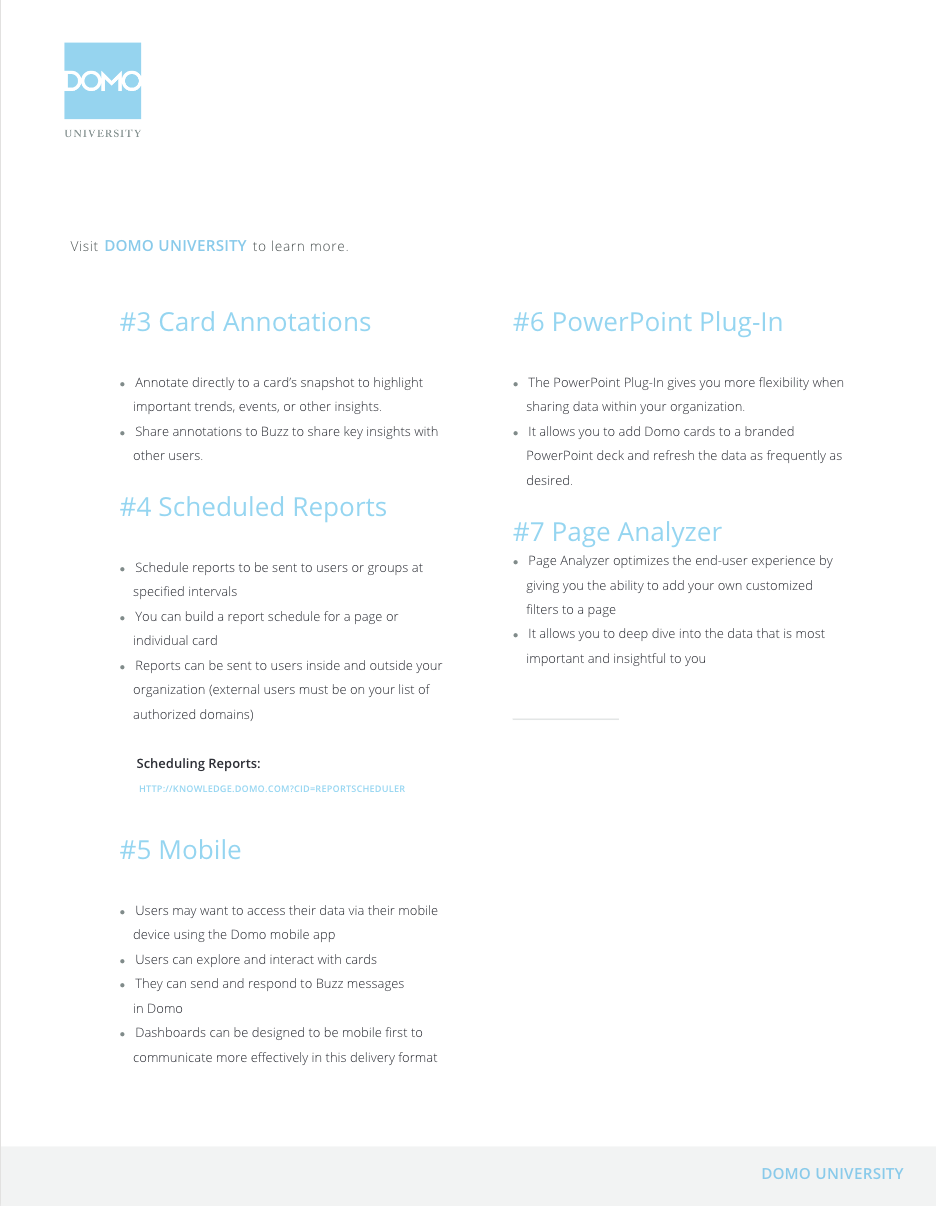 DOMO
UNIVERSITY
Visit DOMO UNIVERSITY to learn more.
#3 Card Annotations
• Annotate directly to a card’s snapshot to highlight
important trends, events, or other insights.
• Share annotations to Buzz to share key insights with
other users.
#4 Scheduled Reports
• Schedule reports to be sent to users or groups at
specified intervals
• You can build a report schedule for a page or
individual card
• Reports can be sent to users inside and outside your
organization (external users must be on your list of
authorized domains)
Scheduling Reports:
HTTP://KNOWLEDGE.DOMO.COM?CID=REPORTSCHEDULER
#5 Mobile
• Users may want to access their data via their mobile
device using the Domo mobile app
• Users can explore and interact with cards
• They can send and respond to Buzz messages
in Domo
• Dashboards can be designed to be mobile first to
communicate more effectively in this delivery format
#6 PowerPoint Plug-In
• The PowerPoint Plug-In gives you more flexibility when
sharing data within your organization.
• It allows you to add Domo cards to a branded
PowerPoint deck and refresh the data as frequently as
desired.
#7 Page Analyzer
• Page Analyzer optimizes the end-user experience by
giving you the ability to add your own customized
filters to a page
• It allows you to deep dive into the data that is most
important and insightful to you
DOMO UNIVERSITY